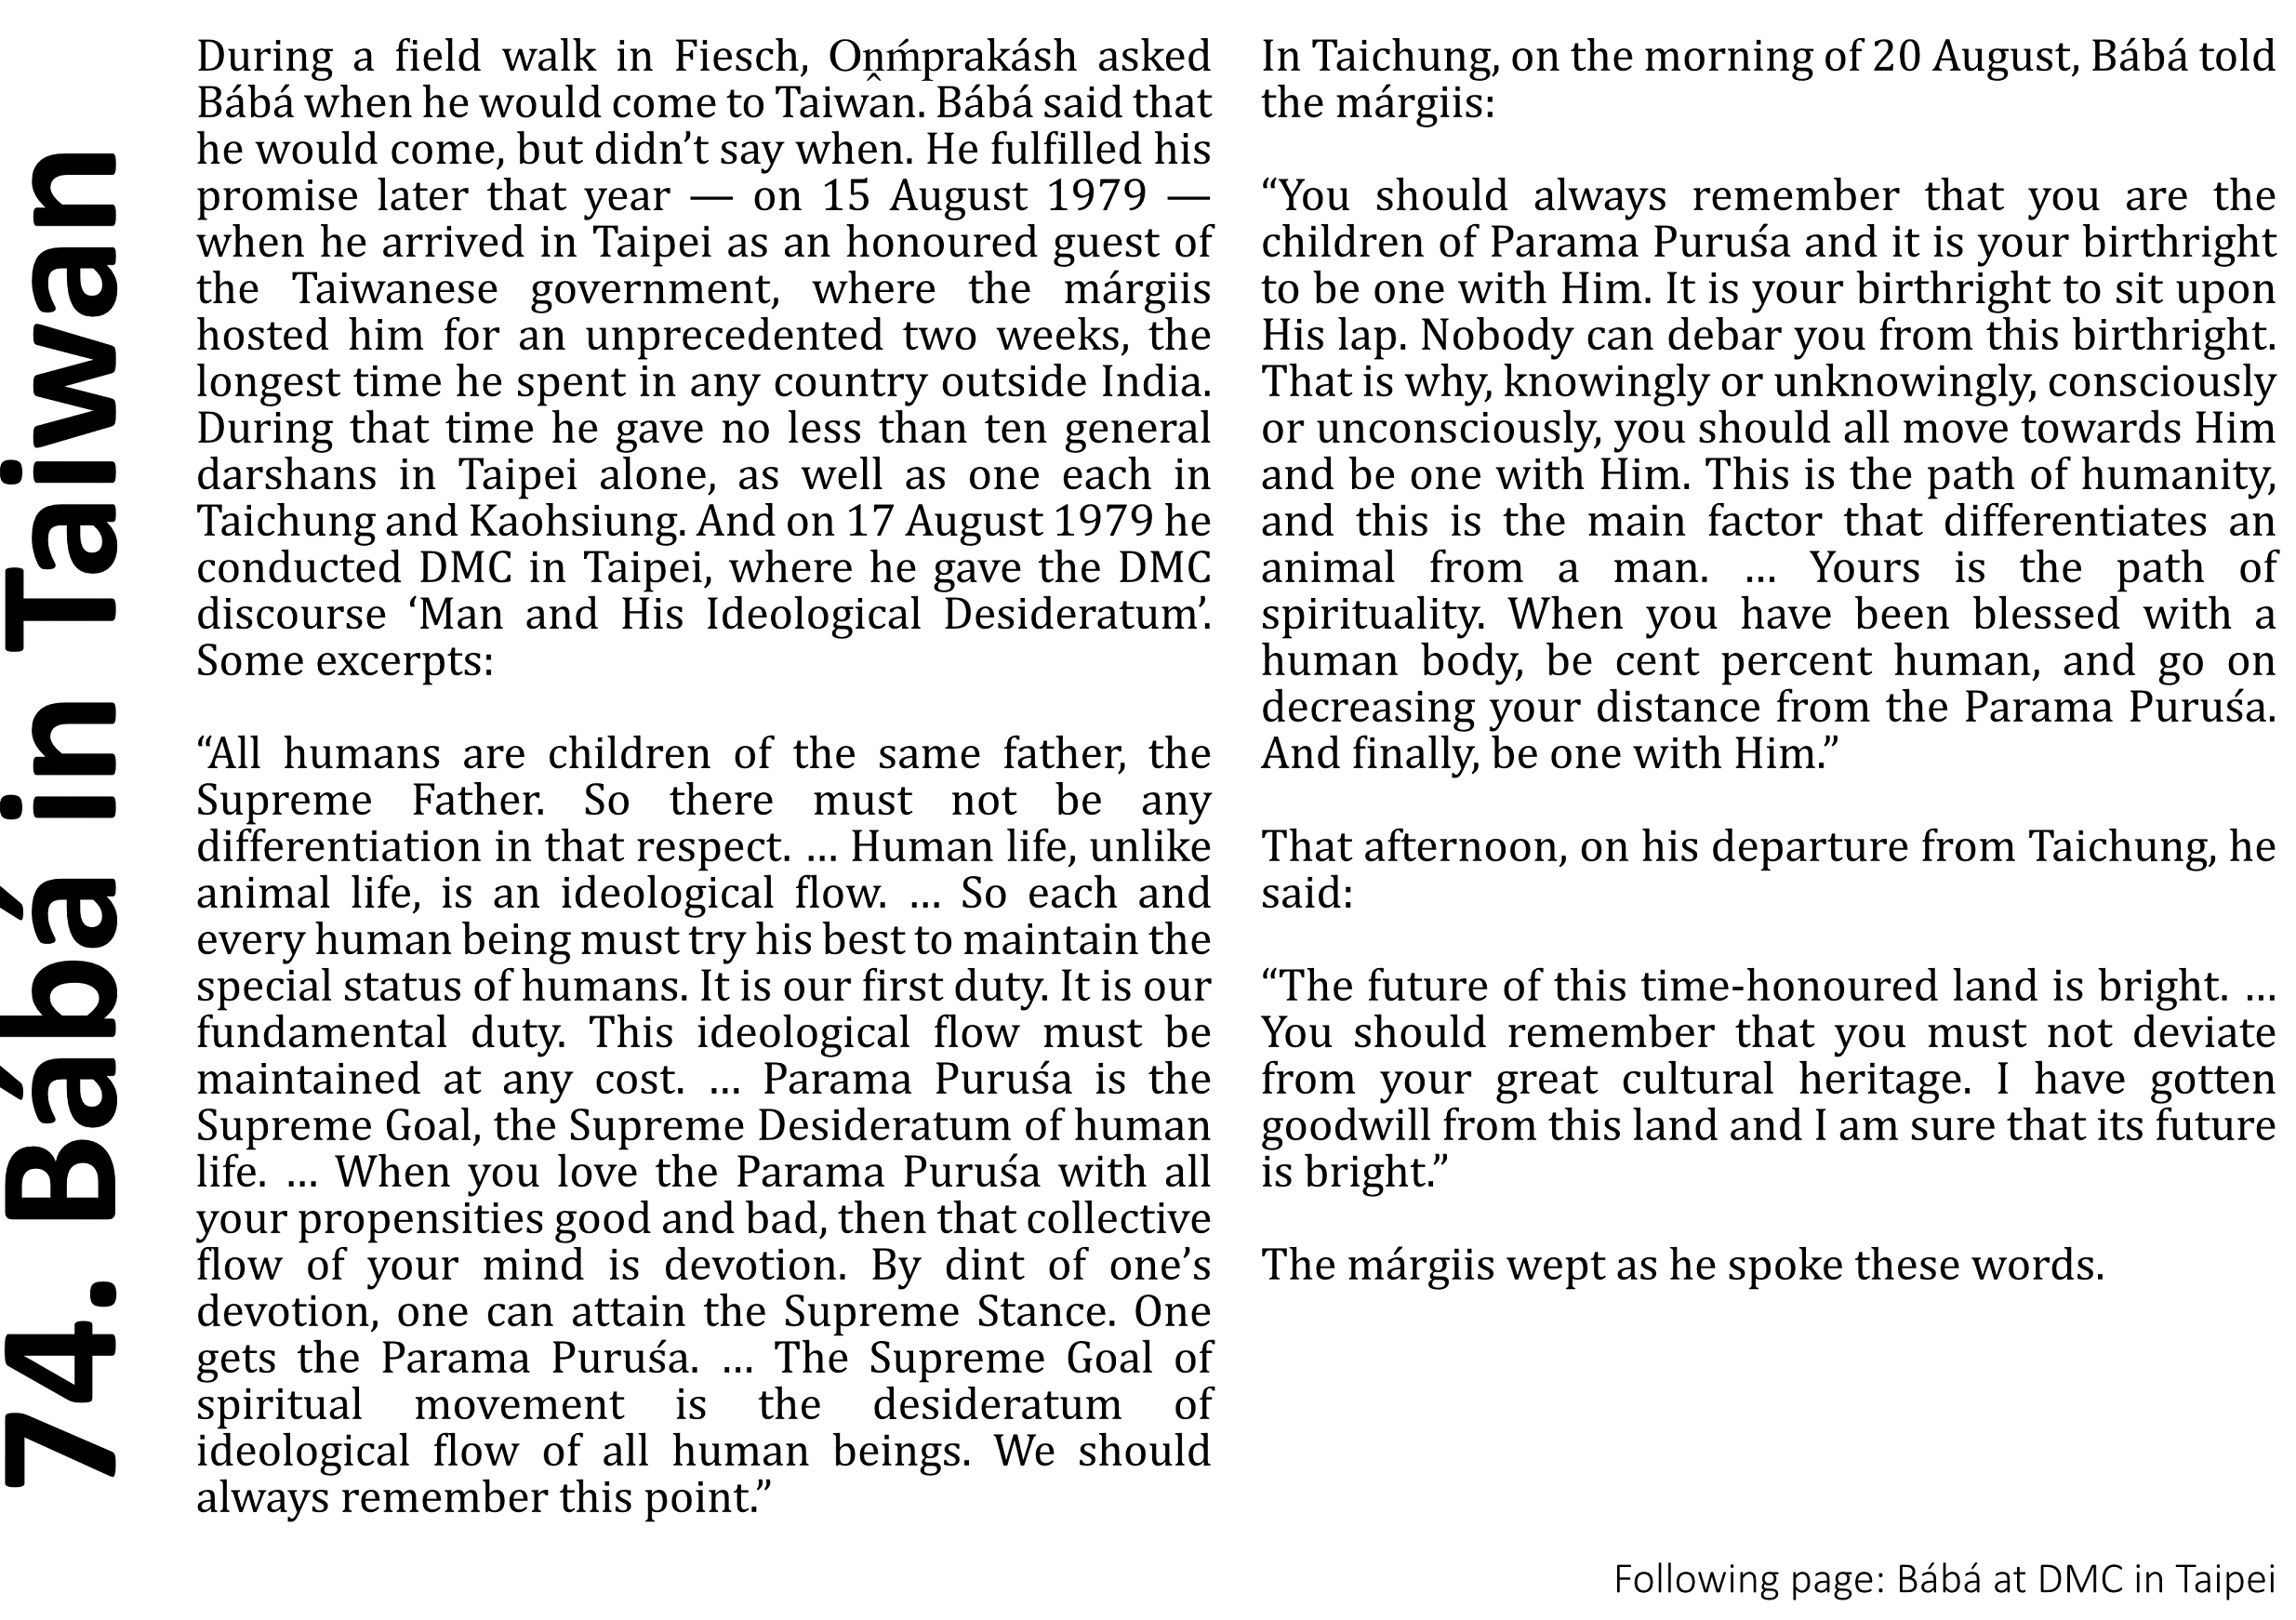 74. Bábá in Taiwan
During a field walk in Fiesch, Oṋḿprakásh asked
Bábá when he would come to Taiwan. Bábá said that
he would come, but didn’t say when. He fulfilled his
promise later that year — on 15 August 1979 —
when he arrived in Taipei as an honoured guest of
the Taiwanese government, where the márgiis
hosted him for an unprecedented two weeks, the
longest time he spent in any country outside India.
During that time he gave no less than ten general
darshans in Taipei alone, as well as one each in
Taichung and Kaohsiung. And on 17 August 1979 he
conducted DMC in Taipei, where he gave the DMC
discourse ‘Man and His Ideological Desideratum’.
Some excerpts:
“All humans are children of the same father, the
Supreme Father. So there must not be any
differentiation in that respect. … Human life, unlike
animal life, is an ideological flow. … So each and
every human being must try his best to maintain the
special status of humans. It is our first duty. It is our
fundamental duty. This ideological flow must be
maintained at any cost. … Parama Puruśa is the
Supreme Goal, the Supreme Desideratum of human
life. … When you love the Parama Puruśa with all
your propensities good and bad, then that collective
flow of your mind is devotion. By dint of one’s
devotion, one can attain the Supreme Stance. One
gets the Parama Puruśa. … The Supreme Goal of
spiritual movement is the desideratum of
ideological flow of all human beings. We should
always remember this point.”
In Taichung, on the morning of 20 August, Bábá told
the márgiis:
“You should always remember that you are the
children of Parama Puruśa and it is your birthright
to be one with Him. It is your birthright to sit upon
His lap. Nobody can debar you from this birthright.
That is why, knowingly or unknowingly, consciously
or unconsciously, you should all move towards Him
and be one with Him. This is the path of humanity,
and this is the main factor that differentiates an
animal from a man. … Yours is the path of
spirituality. When you have been blessed with a
human body, be cent percent human, and go on
decreasing your distance from the Parama Puruśa.
And finally, be one with Him.”
That afternoon, on his departure from Taichung, he
said:
“The future of this time-honoured land is bright. …
You should remember that you must not deviate
from your great cultural heritage. I have gotten
goodwill from this land and I am sure that its future
is bright.”
The márgiis wept as he spoke these words.
Following page: Bábá at DMC in Taipei